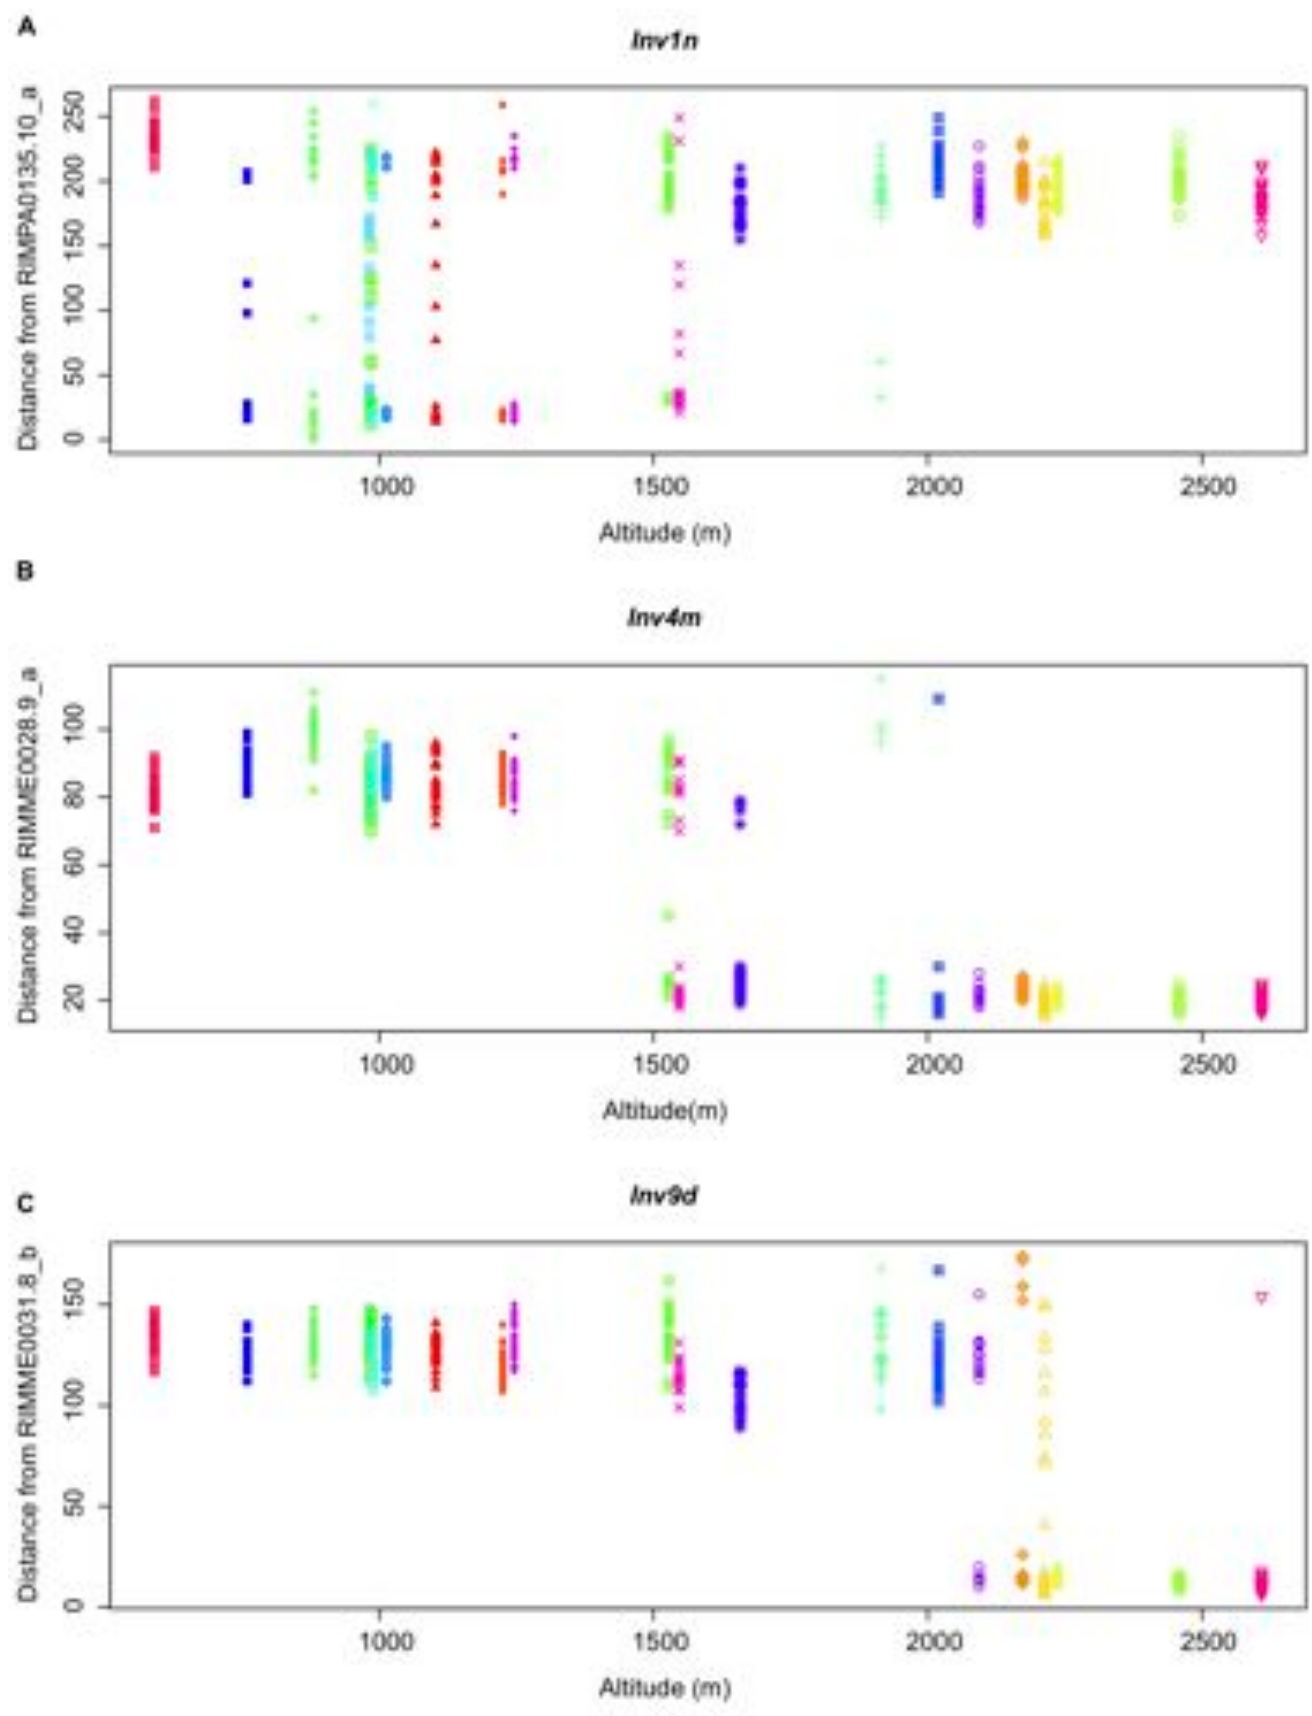 A
Inv1n
Distance from RIMPA0135.10_a
250
200
150
100
50
0
1000 1500 2000 2500
Altitude (m)
B
Inv4m
Distance from RIMME0028.9_a
100
80
60
40
20
1000 1500 2000 2500
Altitude(m)
C
Inv9d
Distance from RIMME0031.8_b
150
100
50
0
1000 1500 2000 2500
Altitude (m)